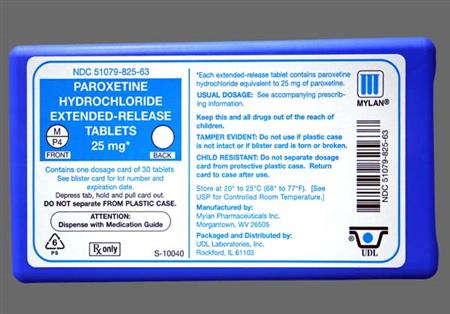 NDC 51079-825-63
PAROXETINE
HYDROCHLORIDE
EXTENDED-RELEASE
TABLETS
25 mg*
M
P4
FRONT
BACK
Contains one dosage card of 30 tablets
See blister card for lot number and
expiration date.
Depress tab, hold and pull card out.
DO NOT separate FROM PLASTIC CASE.
ATTENTION:
Dispense with Medication Guide
6
PS
Rx only
S-10040
*Each extended-release tablet contains paroxetine
hydrochloride equivalent to 25 mg of paroxetine.
USUAL DOSAGE: See accompanying prescrib-
ing information.
Keep this and all drugs out of the reach of
children.
TAMPER EVIDENT: Do not use if plastic case
is not intact or if blister card is torn or broken.
CHILD RESISTANT: Do not separate dosage
card from protective plastic case. Return
card to case after use.
Store at 20° to 25°C (68° to 77°F). [See
USP for Controlled Room Temperature.]
Manufactured by:
Mylan Pharmaceuticals Inc.
Morgantown, WV 26505
Packaged and Distributed by:
UDL Laboratories, Inc.
Rockford, IL 61103
MYLAN®
NDC 51079-825-63
UDL